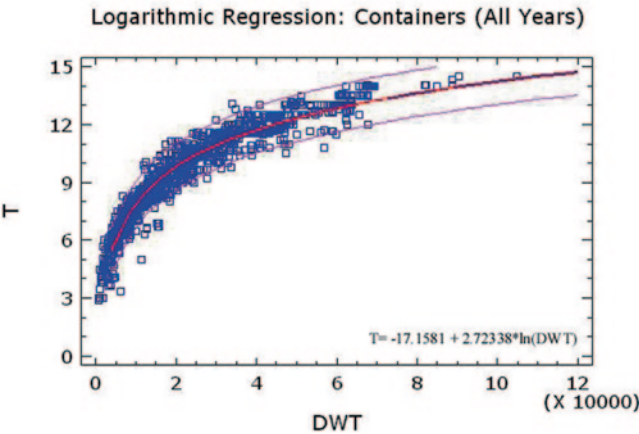 Logarithmic Regression: Containers (All Years)
15
12
9
6
3
0
T
T= -17.1581 + 2.72338*ln(DWT)
0 2 4 6 8 10 12
(X 10000)
DWT